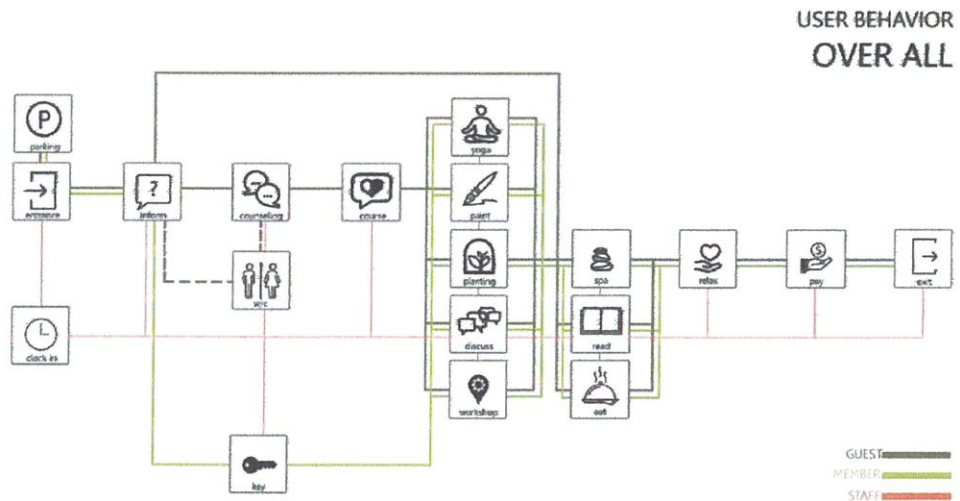 USER BEHAVIOR
OVER ALL
P
parking
entrance
?
inform
counseling
course
yoga
paint
planting
discuss
workshop
w/c
clock in
key
spa
read
eat
relax
$
pay
exit
GUEST
MEMBER
STAFF